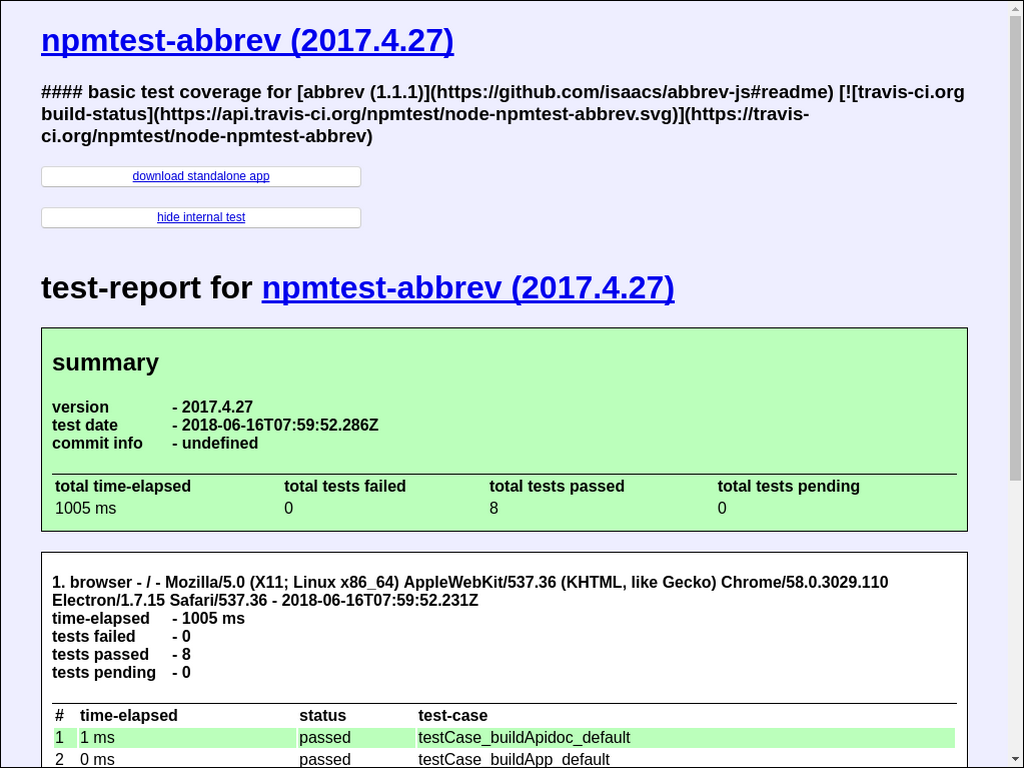 npmtest-abbrev (2017.4.27)
#### basic test coverage for [abbrev (1.1.1)](https://github.com/isaacs/abbrev-js#readme) [![travis-ci.org
build-status](https://api.travis-ci.org/npmtest/node-npmtest-abbrev.svg)](https://travis-
ci.org/npmtest/node-npmtest-abbrev)
download standalone app
hide internal test
test-report for npmtest-abbrev (2017.4.27)
summary
version - 2017.4.27
test date - 2018-06-16T07:59:52.286Z
commit info - undefined
total time-elapsed total tests failed total tests passed total tests pending
1005 ms 0 8 0
1. browser - / - Mozilla/5.0 (X11; Linux x86_64) AppleWebKit/537.36 (KHTML, like Gecko) Chrome/58.0.3029.110
Electron/1.7.15 Safari/537.36 - 2018-06-16T07:59:52.231Z
time-elapsed - 1005 ms
tests failed - 0
tests passed - 8
tests pending - 0
# time-elapsed status test-case
1 1 ms passed testCase_buildApidoc_default
2 0 ms passed testCase_buildApp_default